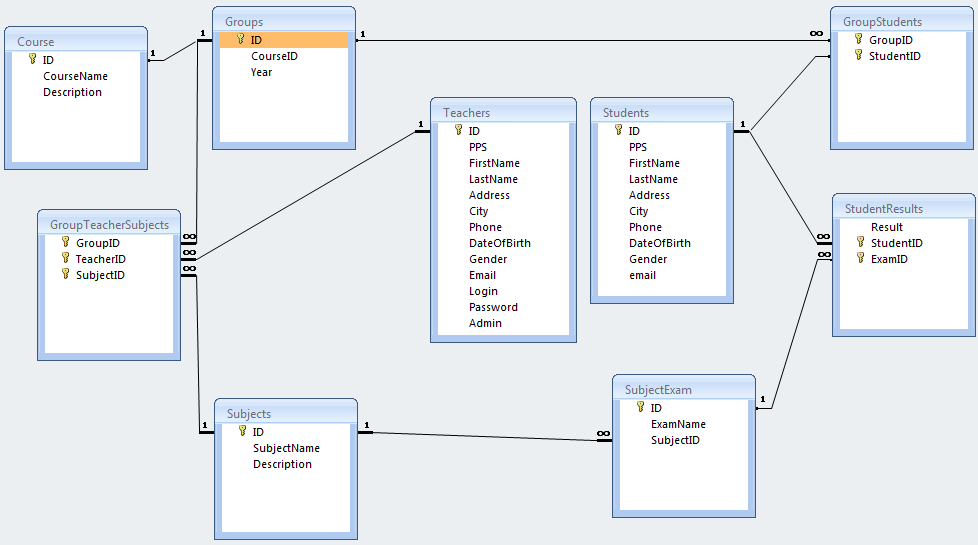 Course
ID
CourseName
Description
Groups
ID
CourseID
Year
GroupStudents
GroupID
StudentID
Teachers
ID
PPS
FirstName
LastName
Address
City
Phone
DateOfBirth
Gender
Email
Login
Password
Admin
Students
ID
PPS
FirstName
LastName
Address
City
Phone
DateOfBirth
Gender
email
GroupTeacherSubjects
GroupID
TeacherID
SubjectID
StudentResults
Result
StudentID
ExamID
Subjects
ID
SubjectName
Description
SubjectExam
ID
ExamName
SubjectID
1
1
1
∞
1
1
∞
∞
∞
∞
∞
1
1
∞
1